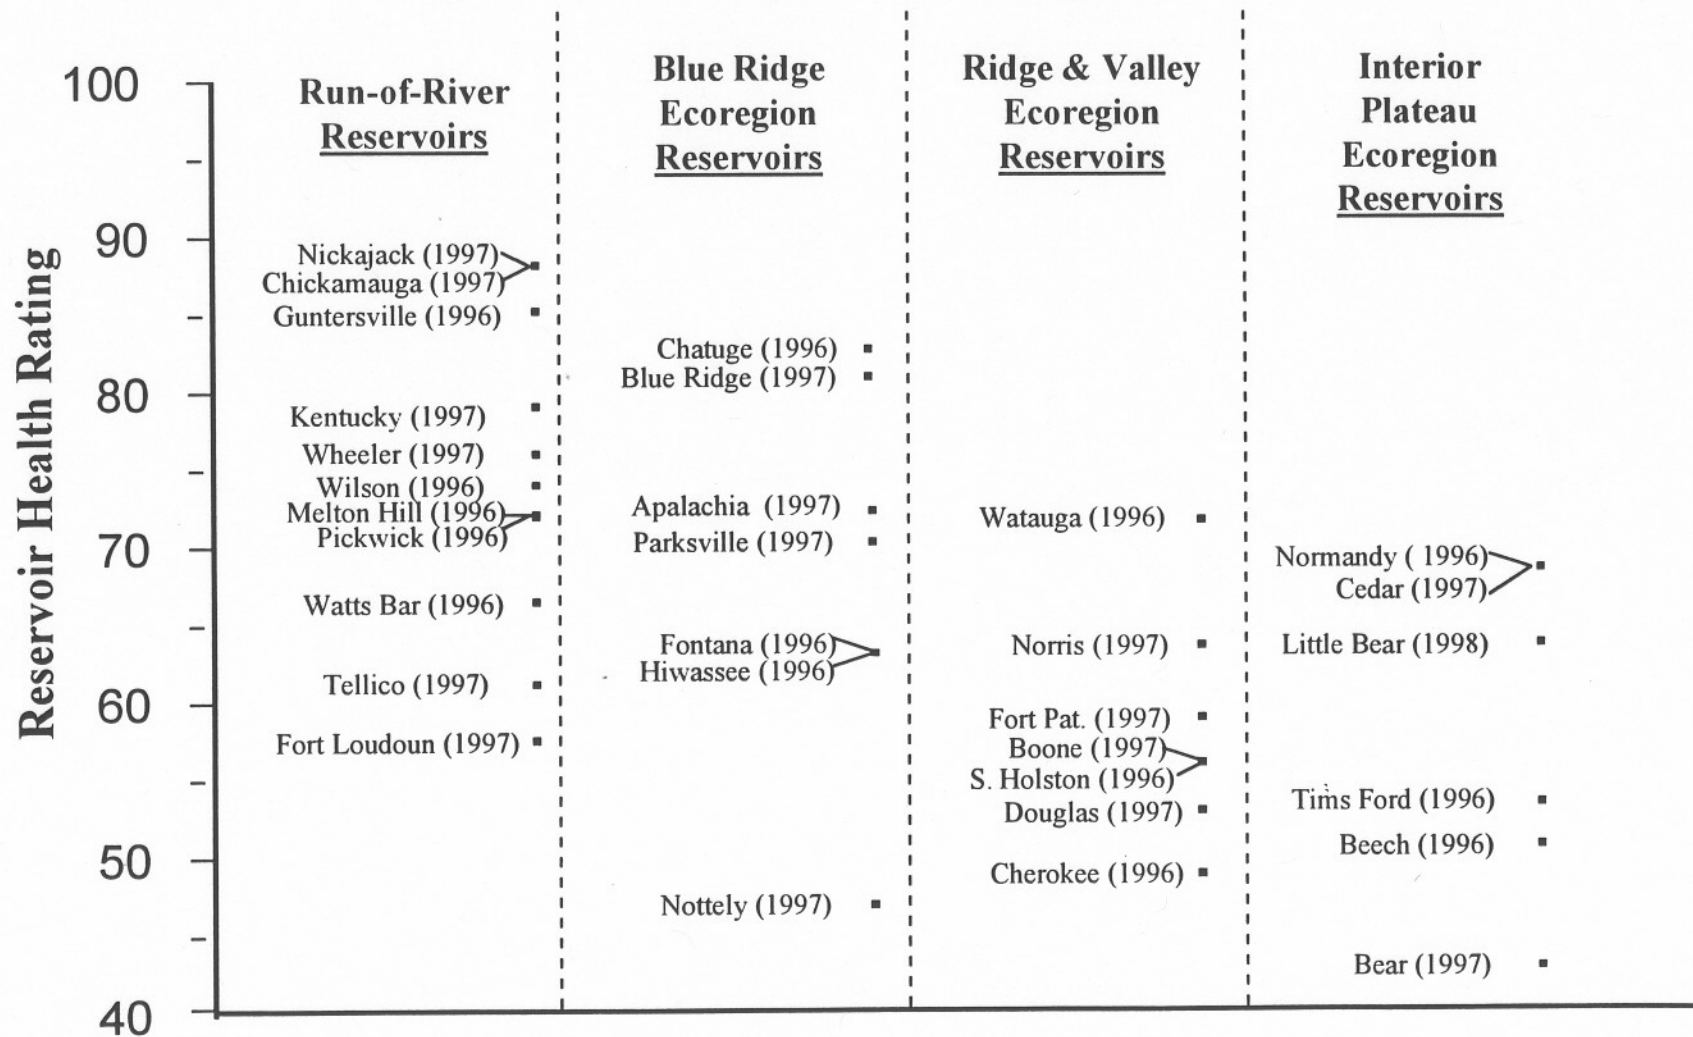 Reservoir Health Rating
100
90
80
70
60
50
40
Run-of-River
Reservoirs
Nickajack (1997)
Chickamauga (1997)
Guntersville (1996)
Kentucky (1997)
Wheeler (1997)
Wilson (1996)
Melton Hill (1996)
Pickwick (1996)
Watts Bar (1996)
Tellico (1997)
Fort Loudoun (1997)
Blue Ridge
Ecoregion
Reservoirs
Chatuge (1996)
Blue Ridge (1997)
Apalachia (1997)
Parksville (1997)
Fontana (1996)
Hiwassee (1996)
Nottely (1997)
Ridge & Valley
Ecoregion
Reservoirs
Watauga (1996)
Norris (1997)
Fort Pat. (1997)
Boone (1997)
S. Holston (1996)
Douglas (1997)
Cherokee (1996)
Interior
Plateau
Ecoregion
Reservoirs
Normandy ( 1996)
Cedar (1997)
Little Bear (1998)
Tims Ford (1996)
Beech (1996)
Bear (1997)